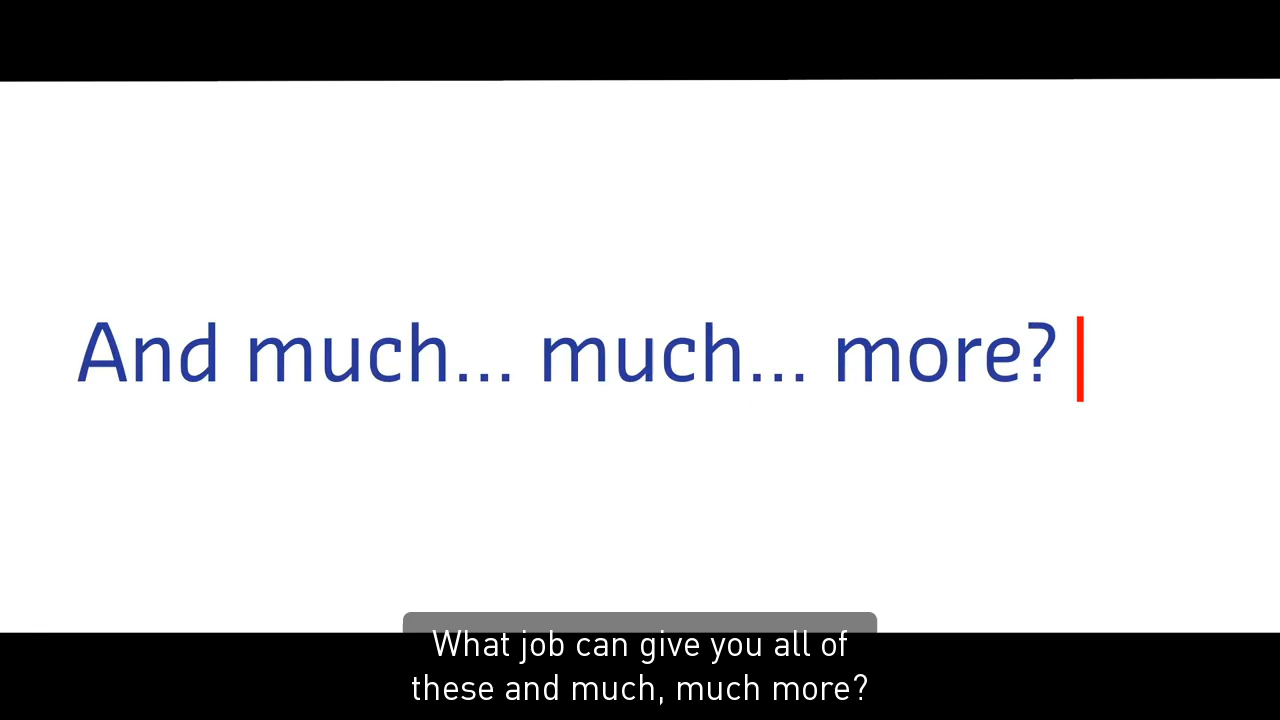 And much... much... more?
What job can give you all of
these and much, much more?